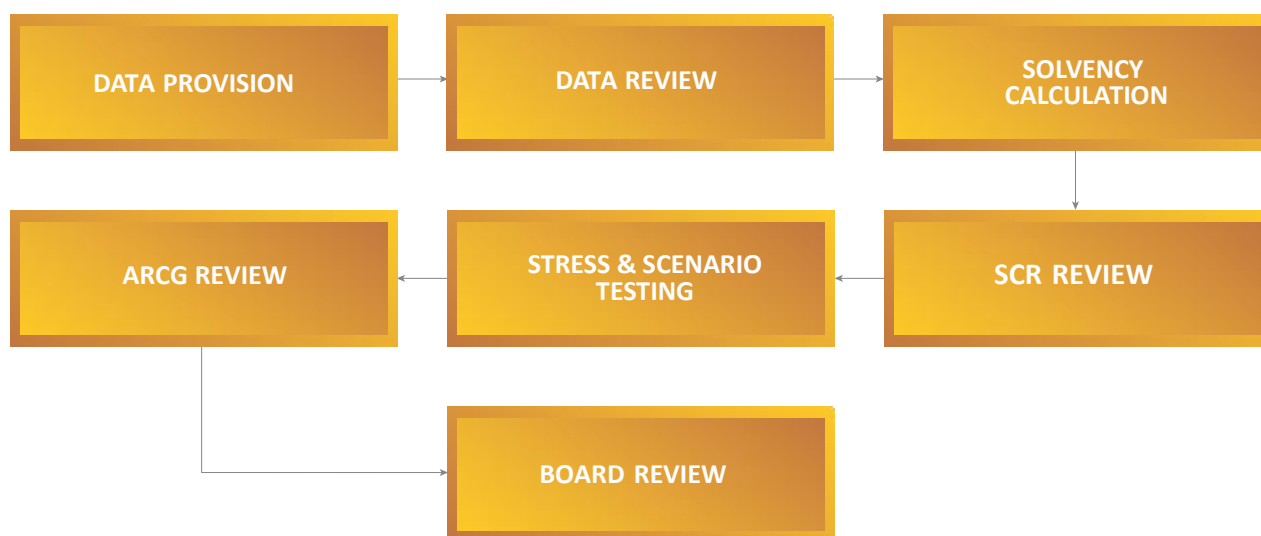 DATA PROVISION
DATA REVIEW
SOLVENCY
CALCULATION
SCR REVIEW
STRESS & SCENARIO
TESTING
ARCG REVIEW
BOARD REVIEW